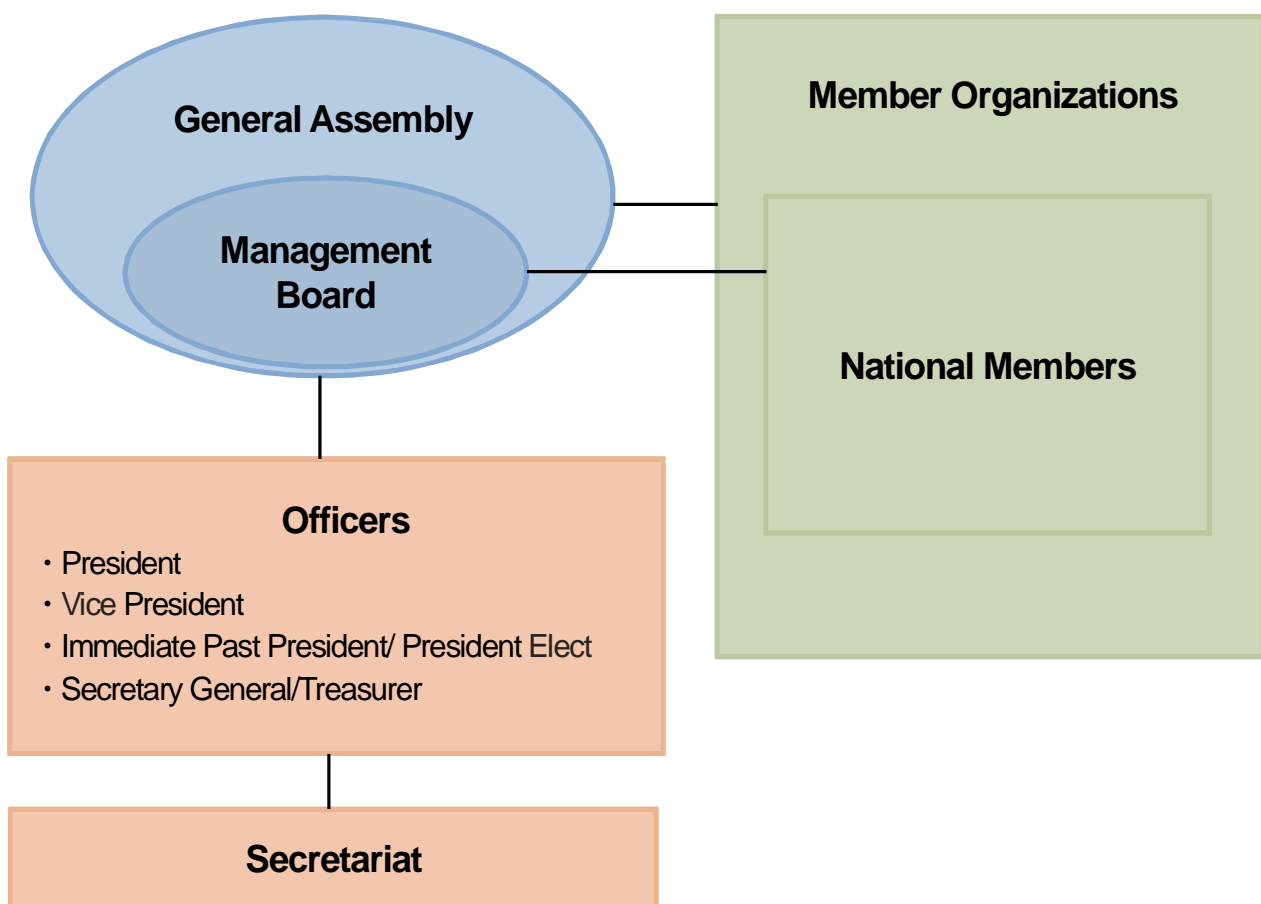 General Assembly
Management
Board
Member Organizations
National Members
Officers
・President
・Vice President
・Immediate Past President/ President Elect
・Secretary General/Treasurer
Secretariat